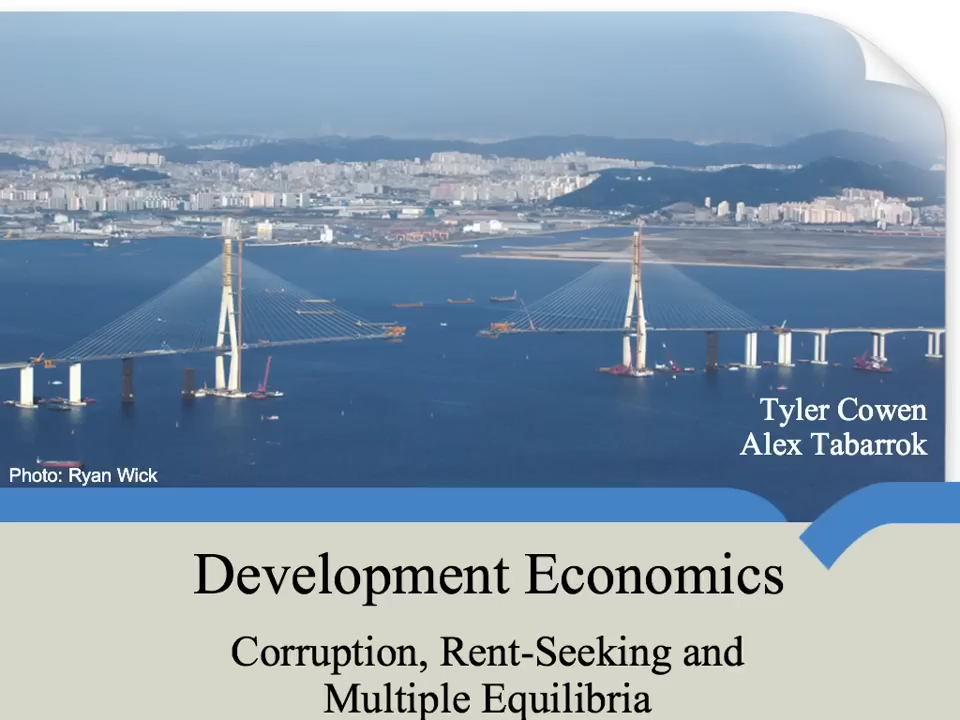 Tyler Cowen
Alex Tabarrok
Photo: Ryan Wick
Development Economics
Corruption, Rent-Seeking and
Multiple Equilibria